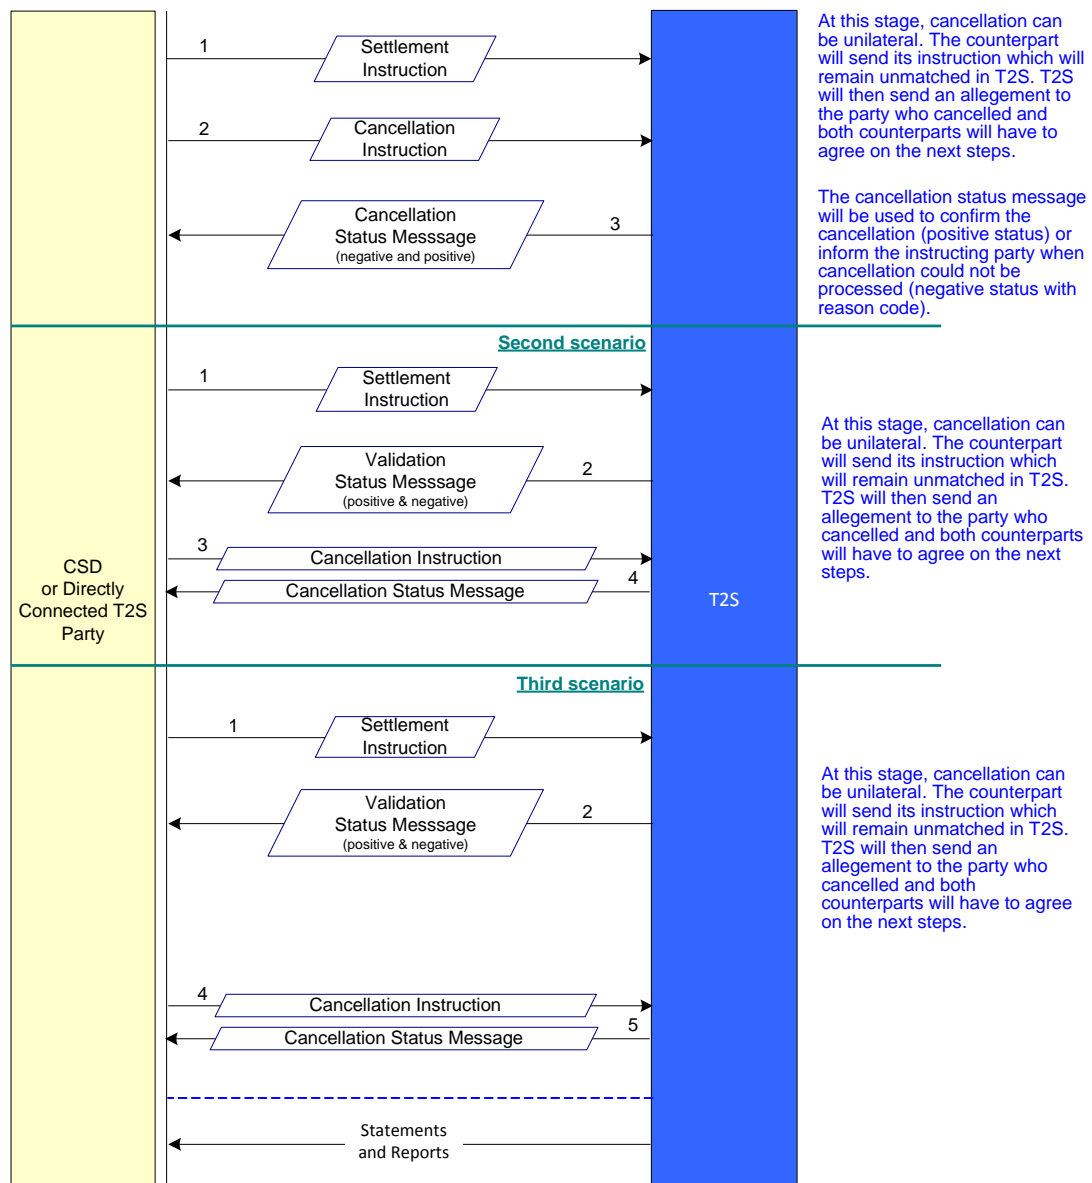 1
Settlement
Instruction
2
Cancellation
Instruction
Cancellation
Status Messsage
(negative and positive)
3
At this stage, cancellation can
be unilateral. The counterpart
will send its instruction which will
remain unmatched in T2S. T2S
will then send an allegement to
the party who cancelled and
both counterparts will have to
agree on the next steps.
The cancellation status message
will be used to confirm the
cancellation (positive status) or
inform the instructing party when
cancellation could not be
processed (negative status with
reason code).
Second scenario
1
Settlement
Instruction
Validation
Status Messsage
(positive & negative)
2
3
Cancellation Instruction
Cancellation Status Message
4
At this stage, cancellation can
be unilateral. The counterpart
will send its instruction which
will remain unmatched in T2S.
T2S will then send an
allegement to the party who
cancelled and both counterparts
will have to agree on the next
steps.
CSD
or Directly
Connected T2S
Party
T2S
Third scenario
1
Settlement
Instruction
Validation
Status Messsage
(positive & negative)
2
At this stage, cancellation can
be unilateral. The counterpart
will send its instruction which
will remain unmatched in T2S.
T2S will then send an
allegement to the party who
cancelled and both
counterparts will have to agree
on the next steps.
4
Cancellation Instruction
Cancellation Status Message
5
Statements
and Reports